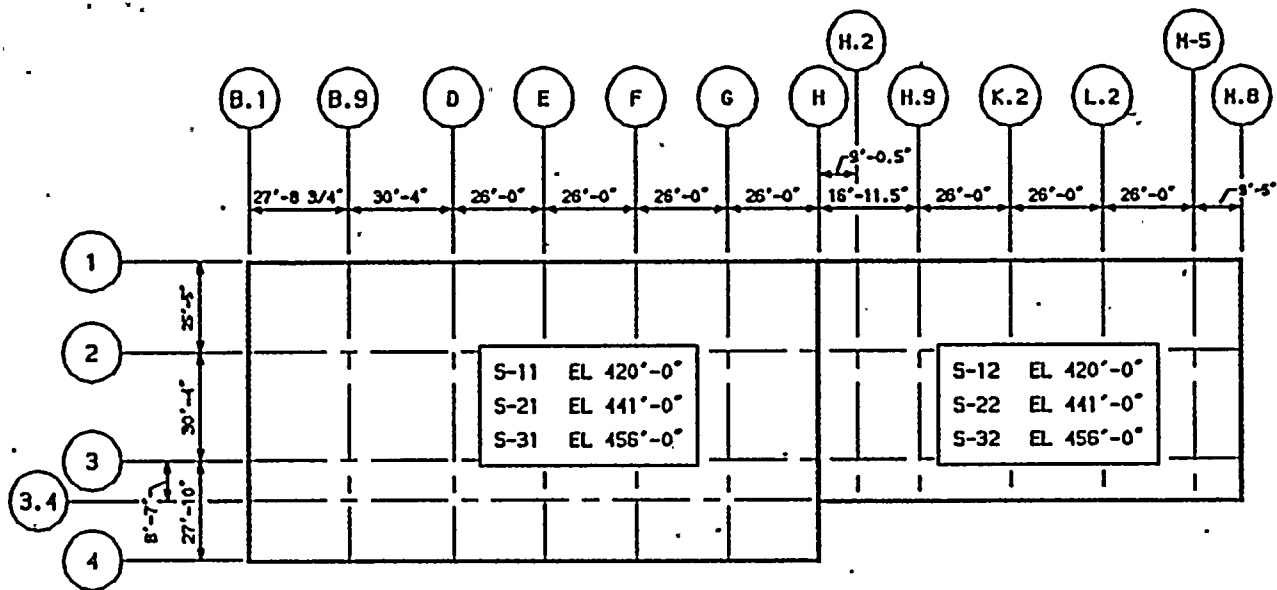 H.2 H-5
B.1 B.9 D E F G H H.9 K.2 L.2 H.8
9'-0.5"
27'-8 3/4" 30'-4" 26'-0" 26'-0" 26'-0" 26'-0" 16'-11.5" 26'-0" 26'-0" 26'-0" 9'-5"
1
25'-5"
2
S-11 EL 420'-0" S-12 EL 420'-0"
S-21 EL 441'-0" S-22 EL 441'-0"
S-31 EL 456'-0" S-32 EL 456'-0"
30'-4"
3
3.4
8'-7"
27'-10"
4